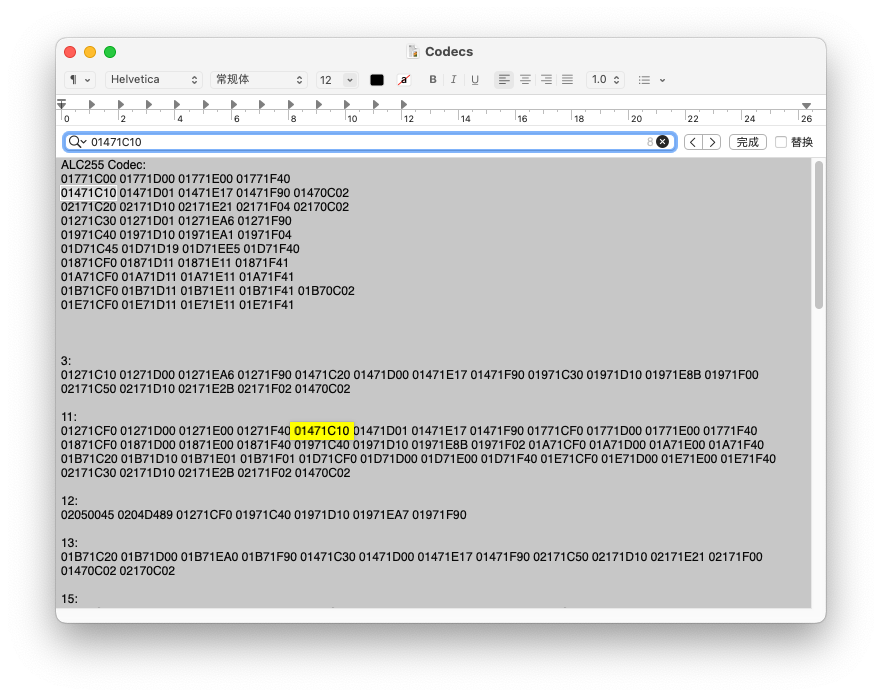 Codecs
¶ Helvetica 常规体 12 a B I U 1.0
0 2 4 6 8 10 12 14 16 18 20 22 24 26
01471C10 8 完成 替换
ALC255 Codec:
01771C00 01771D00 01771E00 01771F40
01471C10 01471D01 01471E17 01471F90 01470C02
02171C20 02171D10 02171E21 02171F04 02170C02
01271C30 01271D01 01271EA6 01271F90
01971C40 01971D10 01971EA1 01971F04
01D71C45 01D71D19 01D71EE5 01D71F40
01871CF0 01871D11 01871E11 01871F41
01A71CF0 01A71D11 01A71E11 01A71F41
01B71CF0 01B71D11 01B71E11 01B71F41 01B70C02
01E71CF0 01E71D11 01E71E11 01E71F41
3:
01271C10 01271D00 01271EA6 01271F90 01471C20 01471D00 01471E17 01471F90 01971C30 01971D10 01971E8B 01971F00
02171C50 02171D10 02171E2B 02171F02 01470C02
11:
01271CF0 01271D00 01271E00 01271F40 01471C10 01471D01 01471E17 01471F90 01771CF0 01771D00 01771E00 01771F40
01871CF0 01871D00 01871E00 01871F40 01971C40 01971D10 01971E8B 01971F02 01A71CF0 01A71D00 01A71E00 01A71F40
01B71C20 01B71D10 01B71E01 01B71F01 01D71CF0 01D71D00 01D71E00 01D71F40 01E71CF0 01E71D00 01E71E00 01E71F40
02171C30 02171D10 02171E2B 02171F02 01470C02
12:
02050045 0204D489 01271CF0 01971C40 01971D10 01971EA7 01971F90
13:
01B71C20 01B71D00 01B71EA0 01B71F90 01471C30 01471D00 01471E17 01471F90 02171C50 02171D10 02171E21 02171F00
01470C02 02170C02
15: